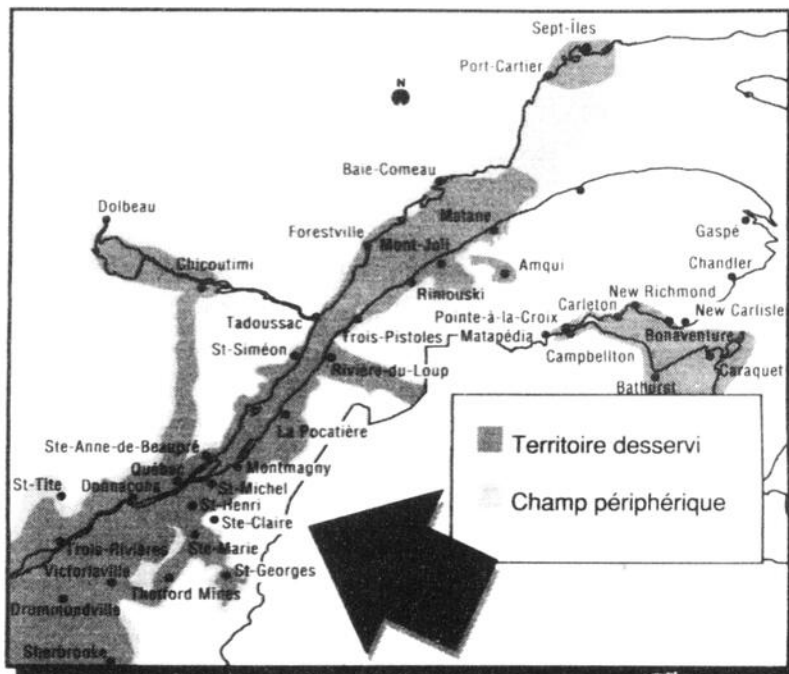 Sept-Îles
Port-Cartier
N
Baie-Comeau
Dolbeau
Matane
Forestville
Mont-Joli
Gaspé
Chicoutimi
Amqui
Chandler
Rimouski
New Richmond
Carleton
Pointe-à-la-Croix
New Carlisle
Tadoussac
Trois-Pistoles
Matapédia
Bonaventure
St-Siméon
Campbellton
Rivière-du-Loup
Caraquet
Bathurst
La Pocatière
Ste-Anne-de-Beaupré
Québec
Montmagny
St-Tite
Donnacona
St-Michel
St-Henri
Ste-Claire
Trois-Rivières
Ste-Marie
Victoriaville
St-Georges
Thetford Mines
Drummondville
Sherbrooke
Territoire desservi
Champ périphérique